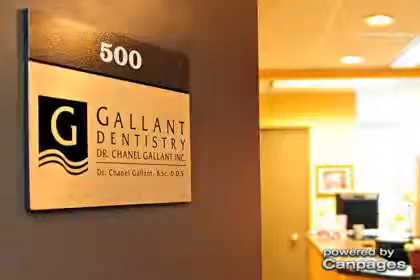 500
G
GALLANT
DENTISTRY
DR. CHANEL GALLANT INC.
Dr. Chanel Gallant, B.Sc. D.D.S.
powered by
Canpages